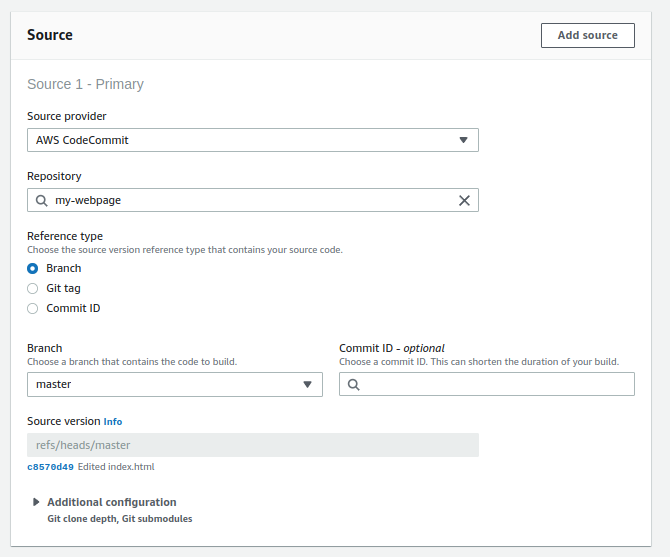 Source
Add source
Source 1 - Primary
Source provider
AWS CodeCommit
Repository
my-webpage
Reference type
Choose the source version reference type that contains your source code.
Branch
Git tag
Commit ID
Branch
Choose a branch that contains the code to build.
master
Commit ID - optional
Choose a commit ID. This can shorten the duration of your build.
Source version Info
refs/heads/master
c8570d49 Edited index.html
Additional configuration
Git clone depth, Git submodules